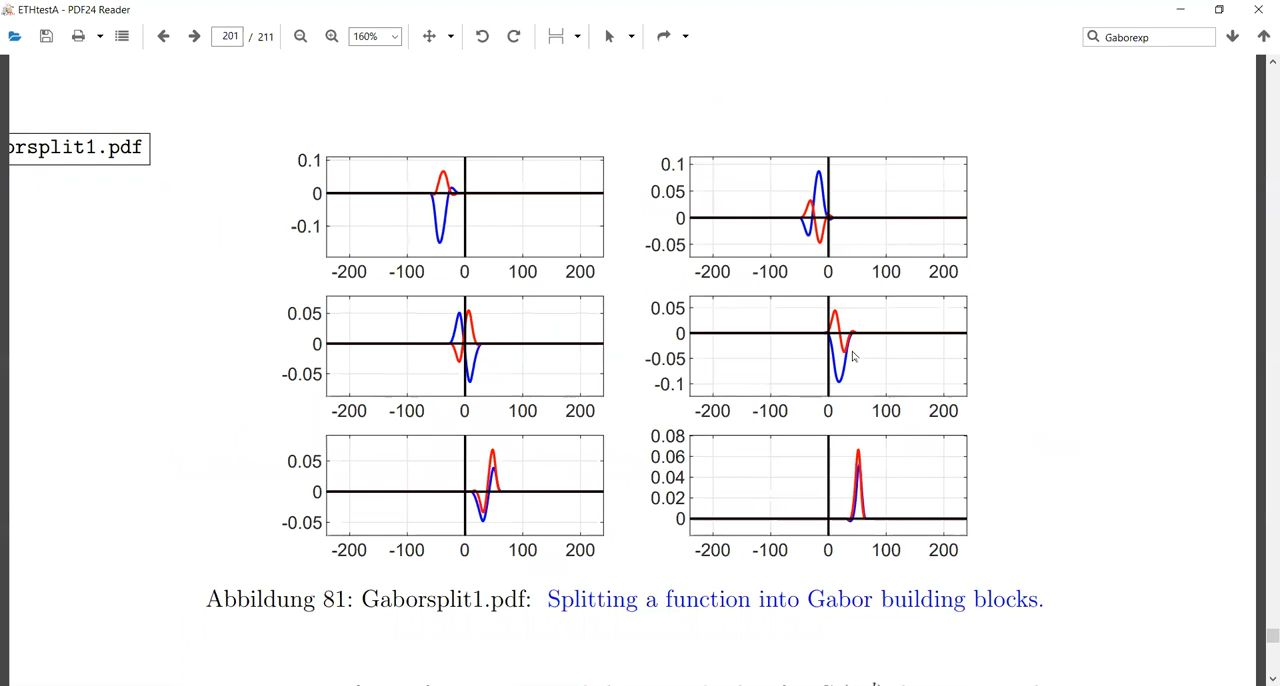 ETHtestA - PDF24 Reader
201 / 211
160%
Gaborexp
orsplit1.pdf
0.1
0
-0.1
-200 -100 0 100 200
0.1
0.05
0
-0.05
-200 -100 0 100 200
0.05
0
-0.05
-200 -100 0 100 200
0.05
0
-0.05
-0.1
-200 -100 0 100 200
0.05
0
-0.05
-200 -100 0 100 200
0.08
0.06
0.04
0.02
0
-200 -100 0 100 200
Abbildung 81: Gaborsplit1.pdf: Splitting a function into Gabor building blocks.